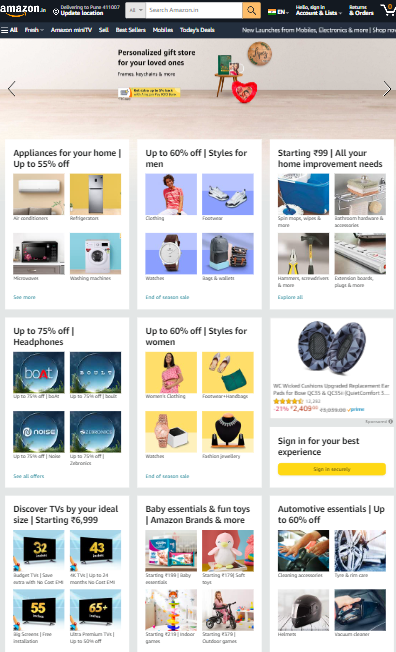 amazon.in
Delivering to Pune 411007
Update location
All
Search Amazon.in
EN
Hello, sign in
Account & Lists
Returns
& Orders
0
All
Fresh
Amazon miniTV
Sell
Best Sellers
Mobiles
Today's Deals
New Launches from Mobiles, Electronics & more | Shop now
Personalized gift store
for your loved ones
Frames, keychains & more
Appliances for your home |
Up to 55% off
Air conditioners
Refrigerators
Microwaves
Washing machines
See more
Up to 60% off | Styles for
men
Clothing
Footwear
Watches
Bags & wallets
End of season sale
Starting ₹99 | All your
home improvement needs
Spin mops, wipes &
more
Bathroom hardware &
accessories
Hammers, screwdrivers
& more
Extension boards,
plugs & more
Explore all
Up to 75% off |
Headphones
boAt
Up to 75% off | boAt
BOULT
Up to 75% off | boult
NOISE
Up to 75% off | Noise
ZEBRONICS
Up to 75% off |
Zebronics
See all offers
Up to 60% off | Styles for
women
Women's Clothing
Footwear+Handbags
Watches
Fashion jewellery
End of season sale
WC Wicked Cushions Upgraded Replacement Ear
Pads for Bose QC35 & QC35ii (QuietComfort 3...
12,292
-21% ₹2,409
prime
Sponsored
Sign in for your best
experience
Sign in securely
Discover TVs by your ideal
size | Starting ₹6,999
32
Budget TVs | Save
extra with No Cost EMI
43
4K TVs | Up to 24
months No Cost EMI
55
Big Screens | Free
installation
65+
Ultra Premium TVs |
Up to 50% off
Baby essentials & fun toys
| Amazon Brands & more
Starting ₹199 | Baby
essentials
Starting ₹179| Soft
toys
Starting ₹219 | Indoor
games
Starting ₹579 |
Outdoor games
Automotive essentials | Up
to 60% off
Cleaning accessories
Tyre & rim care
Helmets
Vacuum cleaner